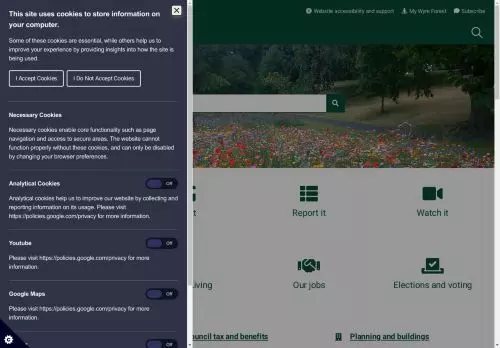 This site uses cookies to store information on
your computer.
Some of these cookies are essential, while others help us to
improve your experience by providing insights into how the site is
being used.
I Accept Cookies
I Do Not Accept Cookies
Necessary Cookies
Necessary cookies enable core functionality such as page
navigation and access to secure areas. The website cannot
function properly without these cookies, and can only be disabled
by changing your browser preferences.
Analytical Cookies
Off
Analytical cookies help us to improve our website by collecting and
reporting information on its usage. Please visit
https://policies.google.com/privacy for more information.
Youtube
Off
Please visit https://policies.google.com/privacy for more
information.
Google Maps
Off
Please visit https://policies.google.com/privacy for more
information.
Off
Website accessibility and support
My Wyre Forest
Subscribe
Report it
Watch it
Our jobs
Elections and voting
tax and benefits
Planning and buildings